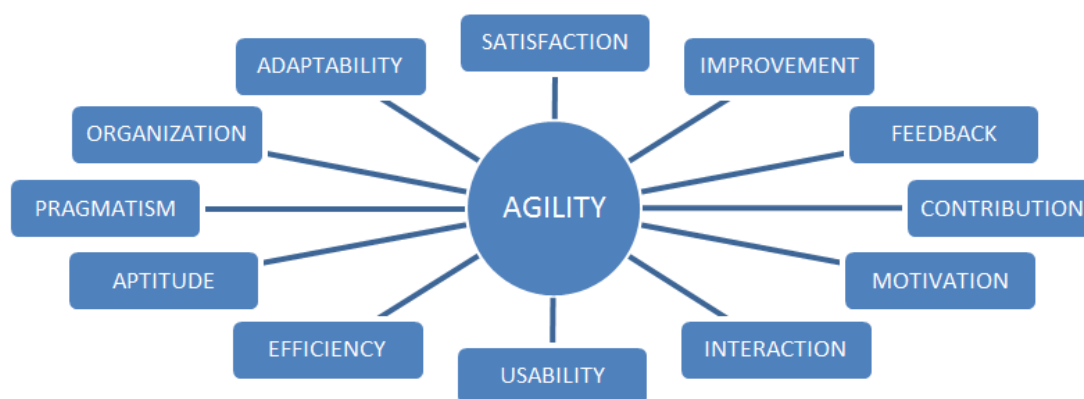 SATISFACTION
ADAPTABILITY
IMPROVEMENT
ORGANIZATION
FEEDBACK
PRAGMATISM
AGILITY
CONTRIBUTION
APTITUDE
MOTIVATION
EFFICIENCY
INTERACTION
USABILITY